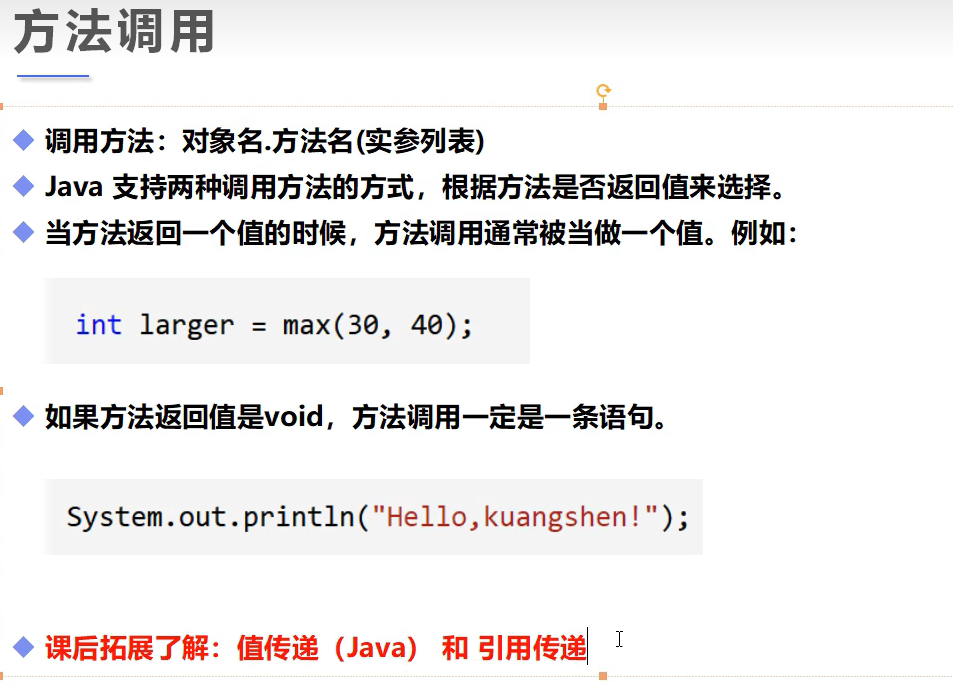 方法调用
调用方法：对象名.方法名(实参列表)
Java 支持两种调用方法的方式，根据方法是否返回值来选择。
当方法返回一个值的时候，方法调用通常被当做一个值。例如：
int larger = max(30, 40);
如果方法返回值是void，方法调用一定是一条语句。
System.out.println("Hello,kuangshen!");
课后拓展了解：值传递（Java） 和 引用传递